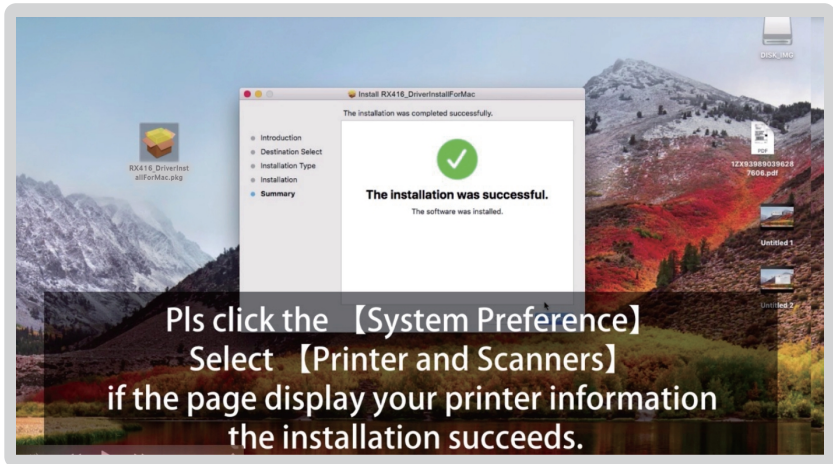 DISK_IMG
Install RX416_DriverInstallForMac
The installation was completed successfully.
Introduction
Destination Select
Installation Type
Installation
Summary
The installation was successful.
The software was installed.
RX416_DriverInst
allForMac.pkg
PDF
1ZX93989039628
7606.pdf
Untitled 1
Untitled 2
Pls click the 【System Preference】
Select 【Printer and Scanners】
if the page display your printer information
the installation succeeds.